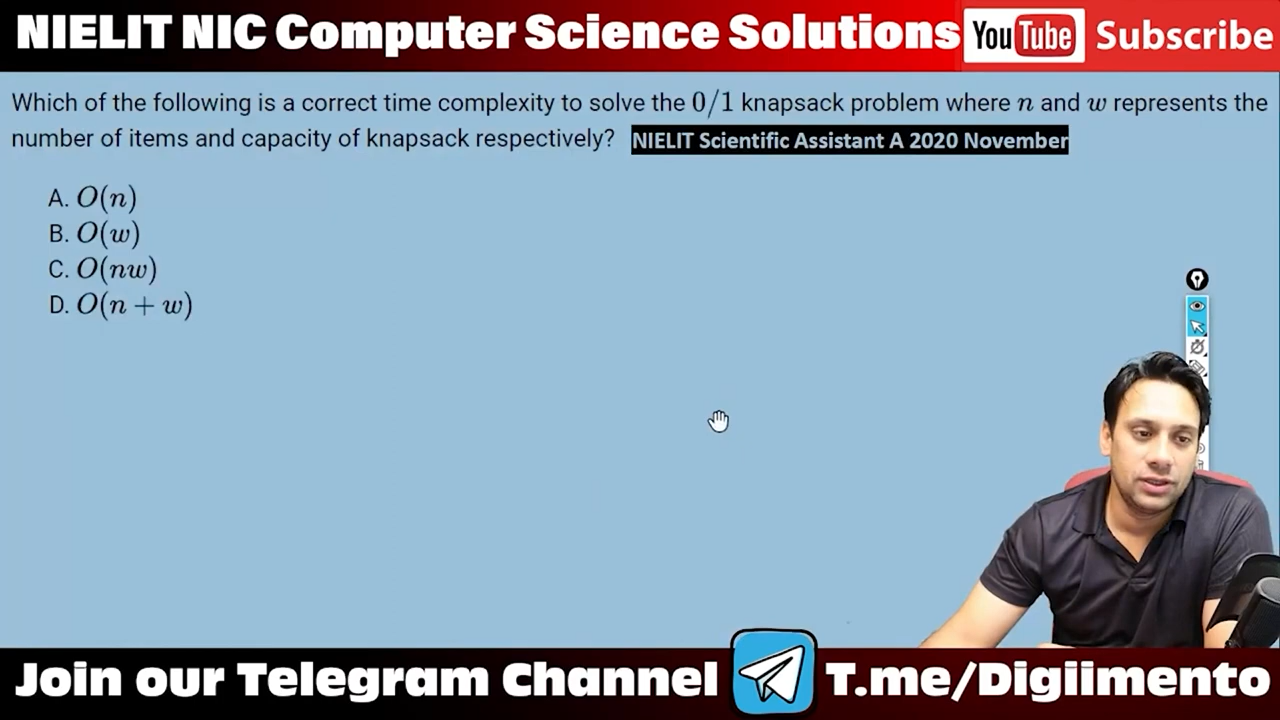 NIELIT NIC Computer Science Solutions YouTube Subscribe
Which of the following is a correct time complexity to solve the 0/1 knapsack problem where n and w represents the
number of items and capacity of knapsack respectively? NIELIT Scientific Assistant A 2020 November
A. O(n)
B. O(w)
C. O(nw)
D. O(n + w)
Join our Telegram Channel T.me/Digiimento